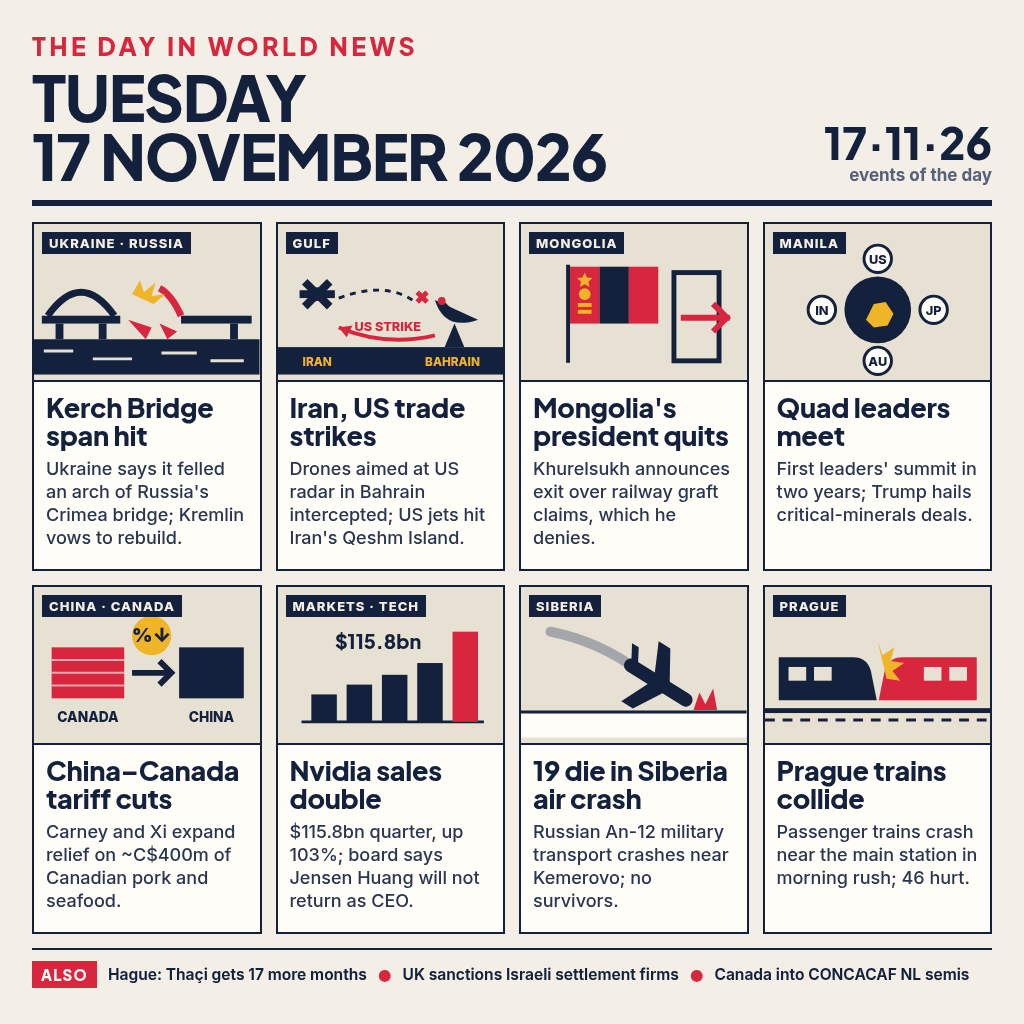 THE DAY IN WORLD NEWS
TUESDAY
17 NOVEMBER 2026
17·11·26
events of the day
UKRAINE · RUSSIA
Kerch Bridge
span hit
Ukraine says it felled
an arch of Russia's
Crimea bridge; Kremlin
vows to rebuild.
GULF
US STRIKE
IRAN
BAHRAIN
Iran, US trade
strikes
Drones aimed at US
radar in Bahrain
intercepted; US jets hit
Iran's Qeshm Island.
MONGOLIA
Mongolia's
president quits
Khurelsukh announces
exit over railway graft
claims, which he
denies.
MANILA
US
IN
JP
AU
Quad leaders
meet
First leaders' summit in
two years; Trump hails
critical-minerals deals.
CHINA · CANADA
%↓
CANADA
CHINA
China–Canada
tariff cuts
Carney and Xi expand
relief on ~C$400m of
Canadian pork and
seafood.
MARKETS · TECH
$115.8bn
Nvidia sales
double
$115.8bn quarter, up
103%; board says
Jensen Huang will not
return as CEO.
SIBERIA
19 die in Siberia
air crash
Russian An-12 military
transport crashes near
Kemerovo; no
survivors.
PRAGUE
Prague trains
collide
Passenger trains crash
near the main station in
morning rush; 46 hurt.
ALSO
Hague: Thaçi gets 17 more months ● UK sanctions Israeli settlement firms ● Canada into CONCACAF NL semis